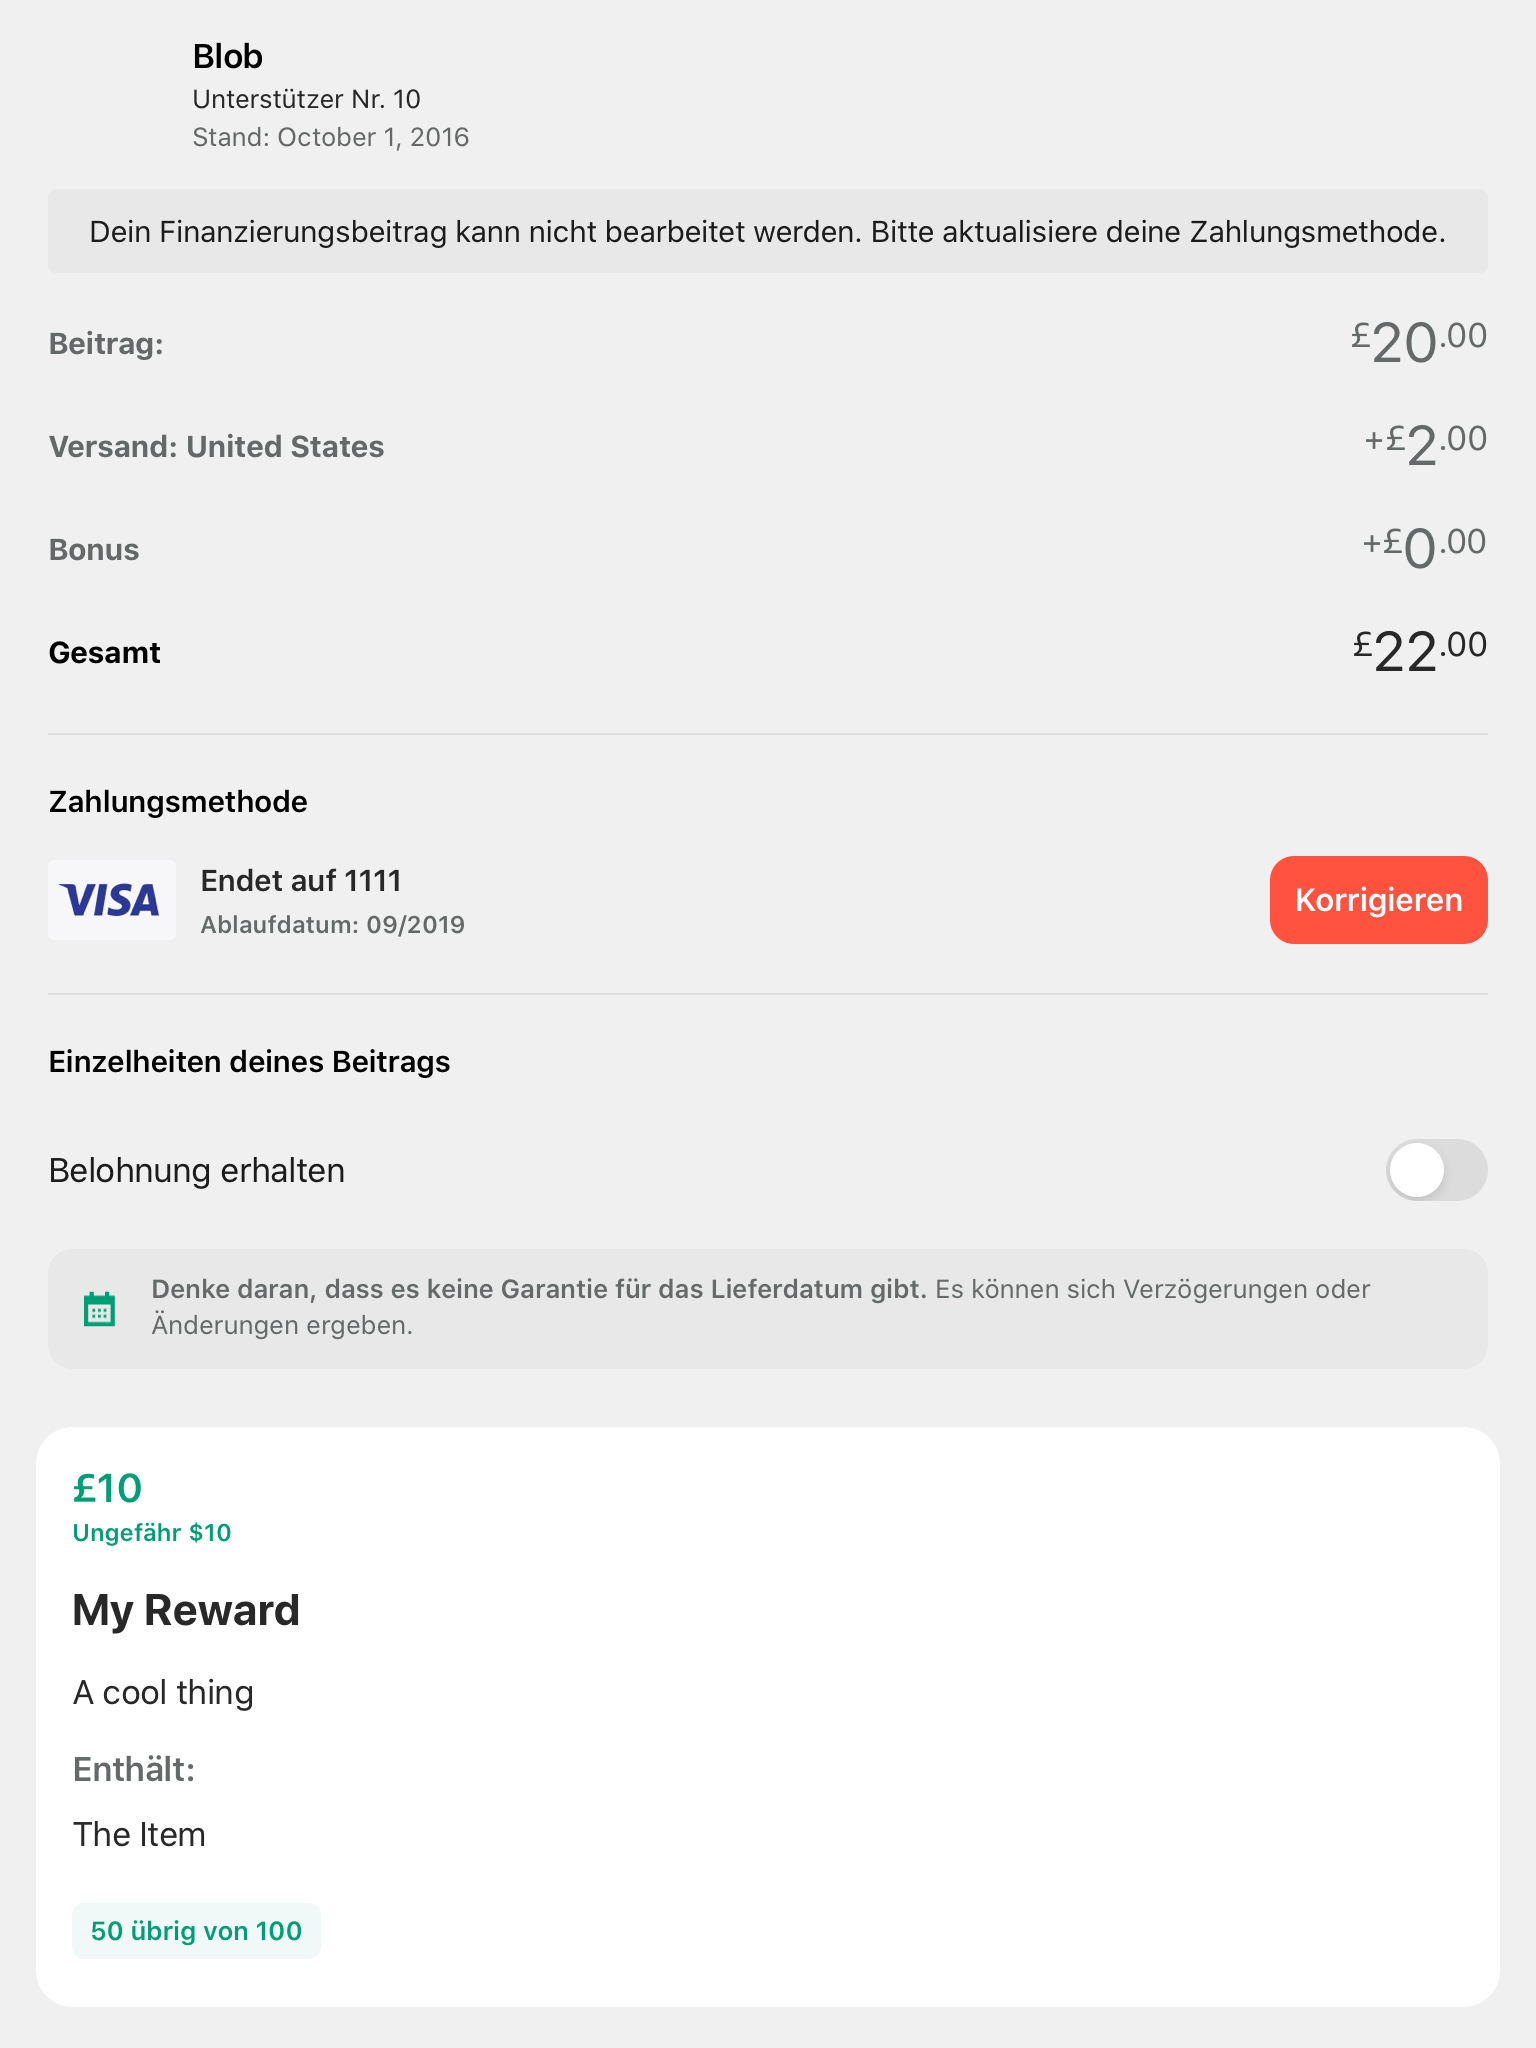 Blob
Unterstützer Nr. 10
Stand: October 1, 2016
Dein Finanzierungsbeitrag kann nicht bearbeitet werden. Bitte aktualisiere deine Zahlungsmethode.
Beitrag: £20.00
Versand: United States +£2.00
Bonus +£0.00
Gesamt £22.00
Zahlungsmethode
VISA
Endet auf 1111
Ablaufdatum: 09/2019
Korrigieren
Einzelheiten deines Beitrags
Belohnung erhalten
Denke daran, dass es keine Garantie für das Lieferdatum gibt. Es können sich Verzögerungen oder
Änderungen ergeben.
£10
Ungefähr $10
My Reward
A cool thing
Enthält:
The Item
50 übrig von 100